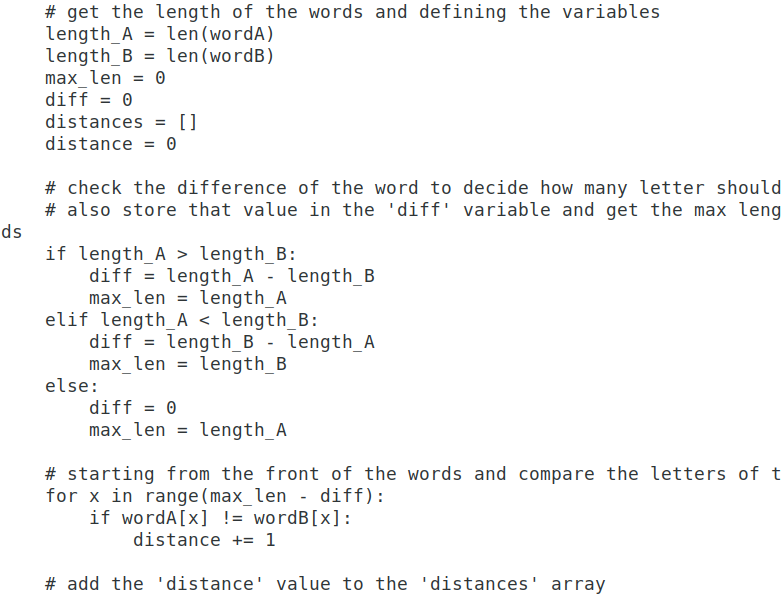 # get the length of the words and defining the variables
    length_A = len(wordA)
    length_B = len(wordB)
    max_len = 0
    diff = 0
    distances = []
    distance = 0

    # check the difference of the word to decide how many letter should
    # also store that value in the 'diff' variable and get the max leng
ds
    if length_A > length_B:
        diff = length_A - length_B
        max_len = length_A
    elif length_A < length_B:
        diff = length_B - length_A
        max_len = length_B
    else:
        diff = 0
        max_len = length_A

    # starting from the front of the words and compare the letters of t
    for x in range(max_len - diff):
        if wordA[x] != wordB[x]:
            distance += 1

    # add the 'distance' value to the 'distances' array